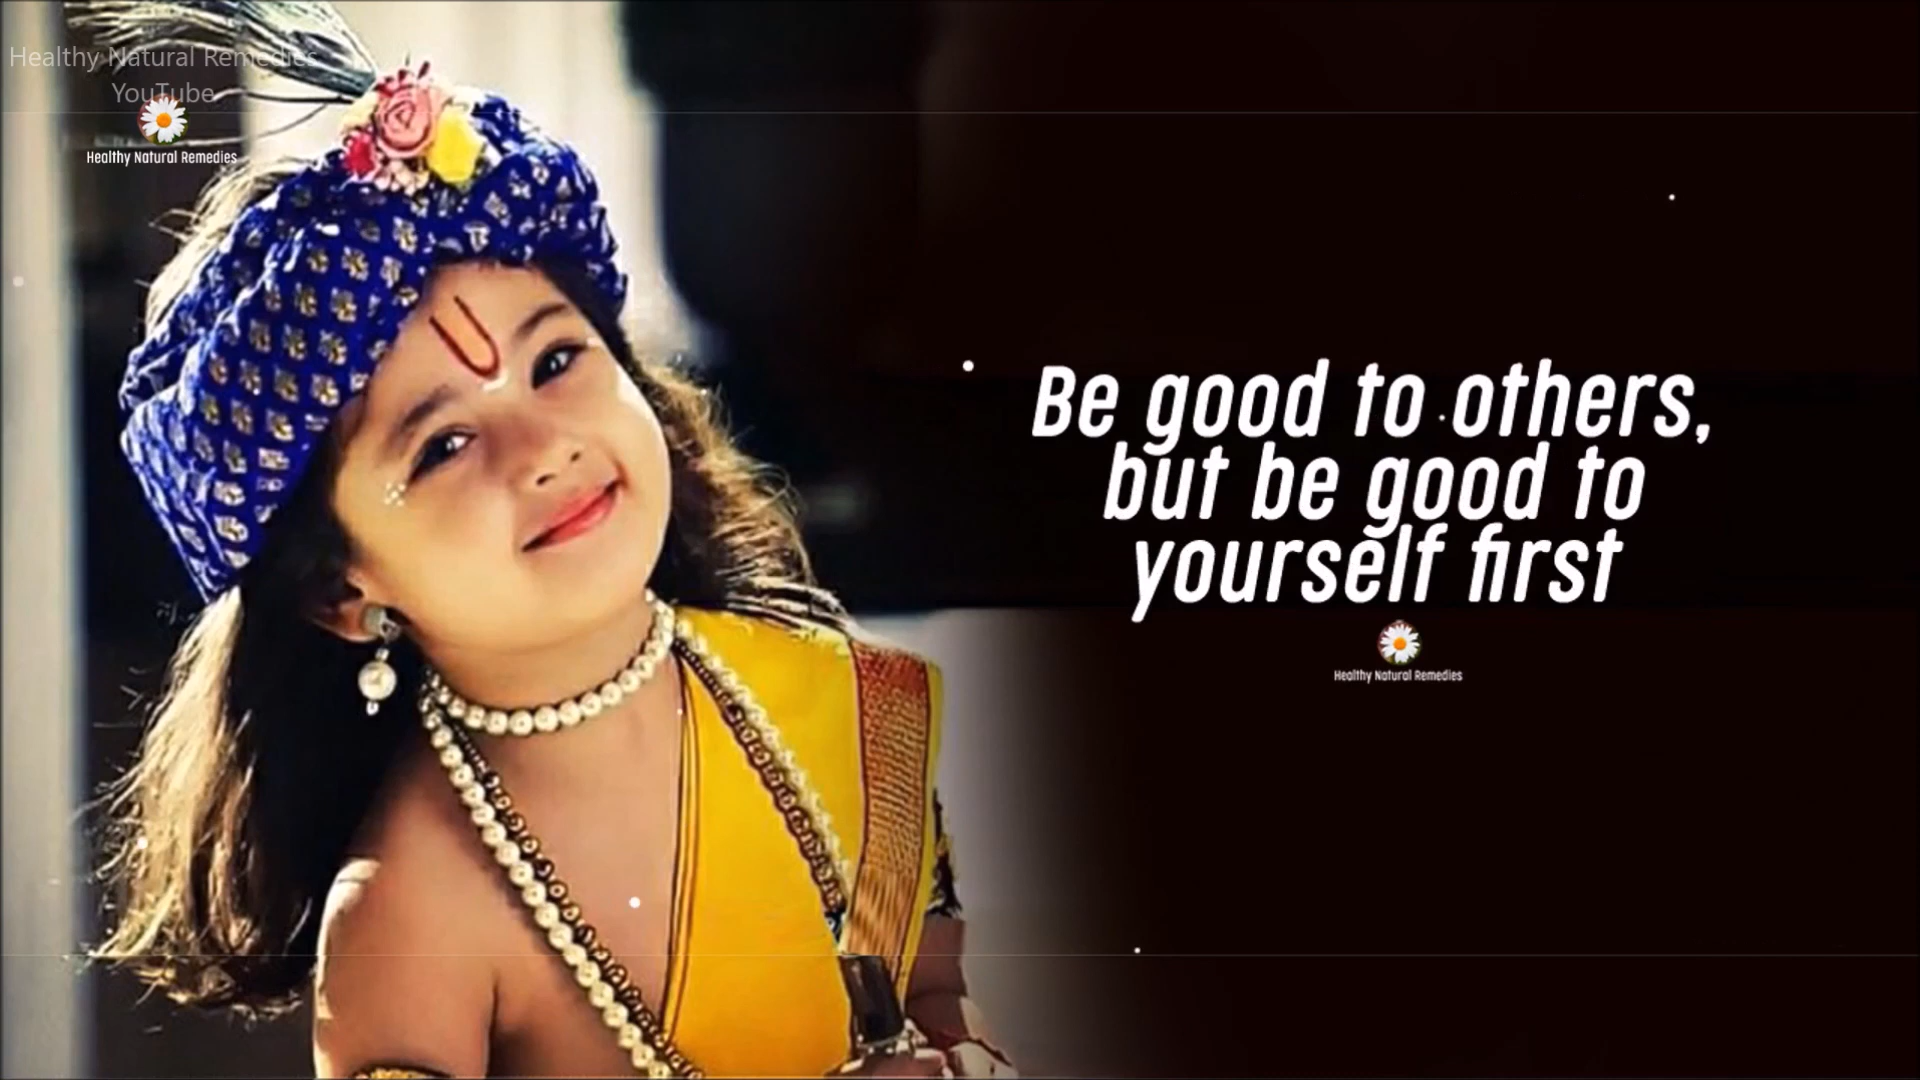 Healthy Natural Remedies
YouTube
Healthy Natural Remedies
Be good to others,
but be good to
yourself first
Healthy Natural Remedies